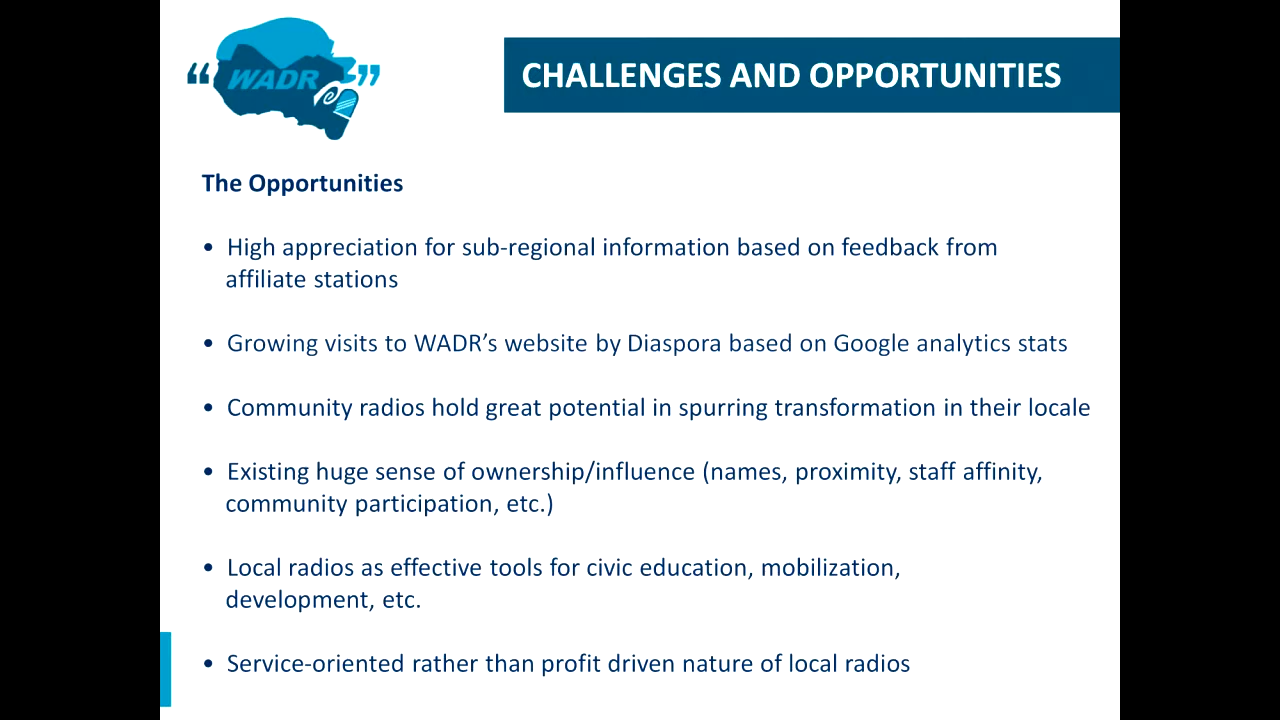 “ WADR ”
CHALLENGES AND OPPORTUNITIES
The Opportunities
• High appreciation for sub-regional information based on feedback from
affiliate stations
• Growing visits to WADR’s website by Diaspora based on Google analytics stats
• Community radios hold great potential in spurring transformation in their locale
• Existing huge sense of ownership/influence (names, proximity, staff affinity,
community participation, etc.)
• Local radios as effective tools for civic education, mobilization,
development, etc.
• Service-oriented rather than profit driven nature of local radios